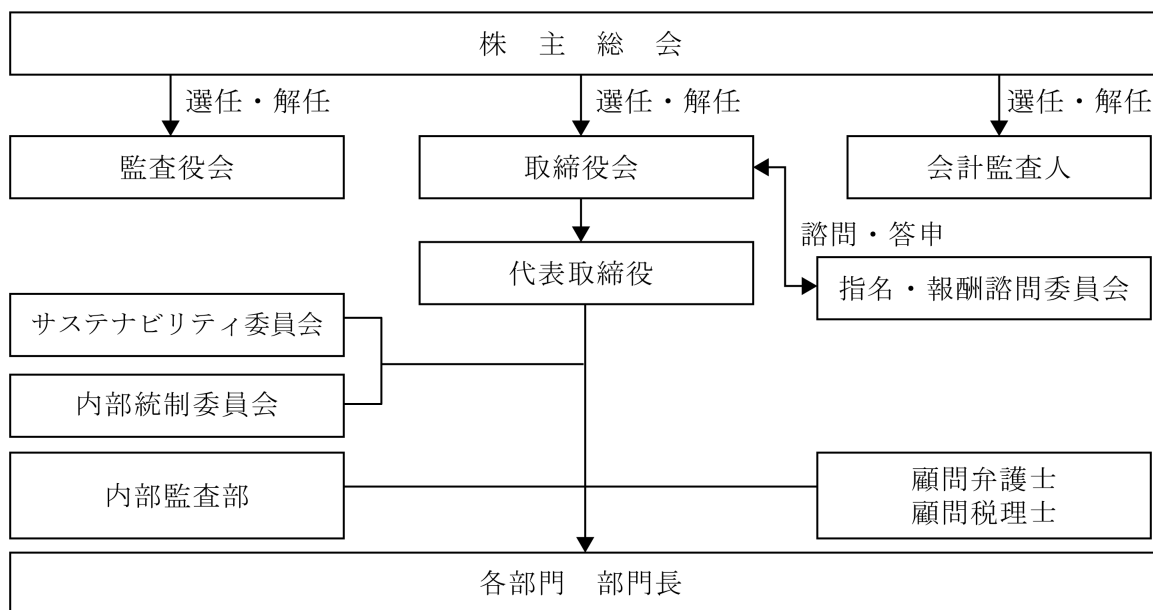 株　主　総　会
選任・解任
選任・解任
選任・解任
監査役会
取締役会
会計監査人
諮問・答申
代表取締役
指名・報酬諮問委員会
サステナビリティ委員会
内部統制委員会
内部監査部
顧問弁護士
顧問税理士
各部門　部門長